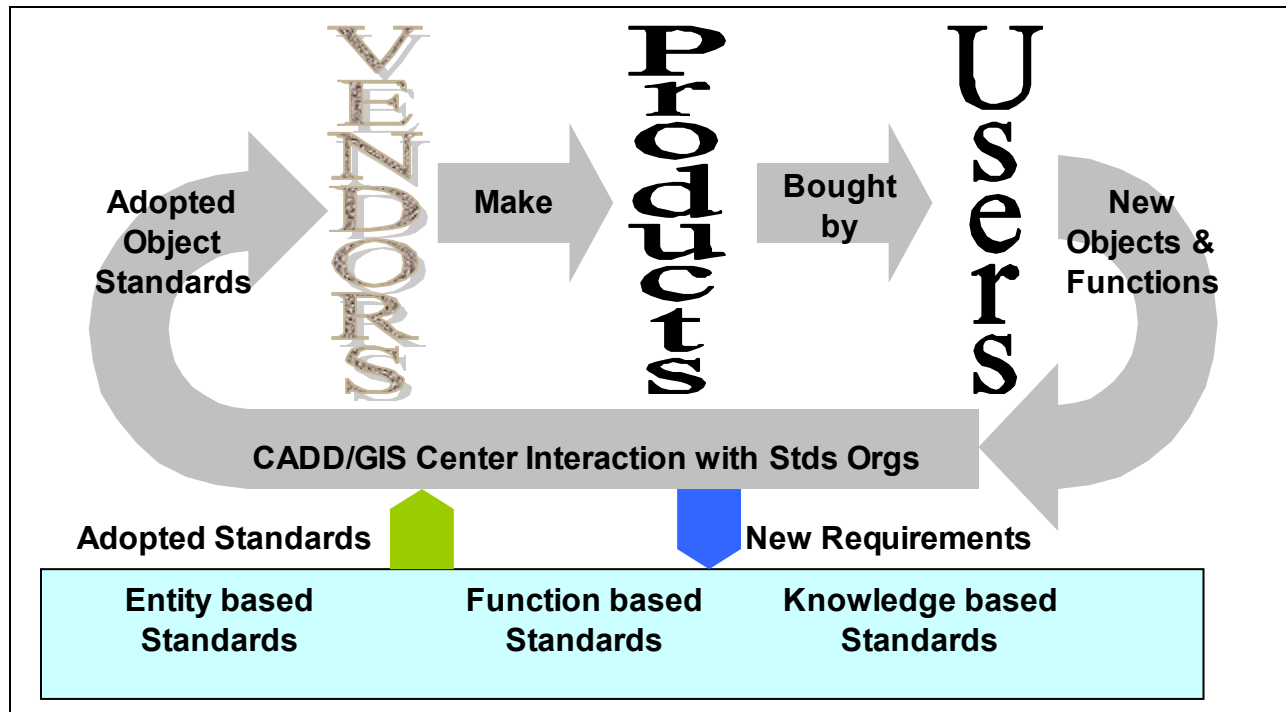 VENDORS
Products
Users
Adopted
Object
Standards
Make
Bought
by
New
Objects &
Functions
CADD/GIS Center Interaction with Stds Orgs
Adopted Standards
New Requirements
Entity based
Standards
Function based
Standards
Knowledge based
Standards